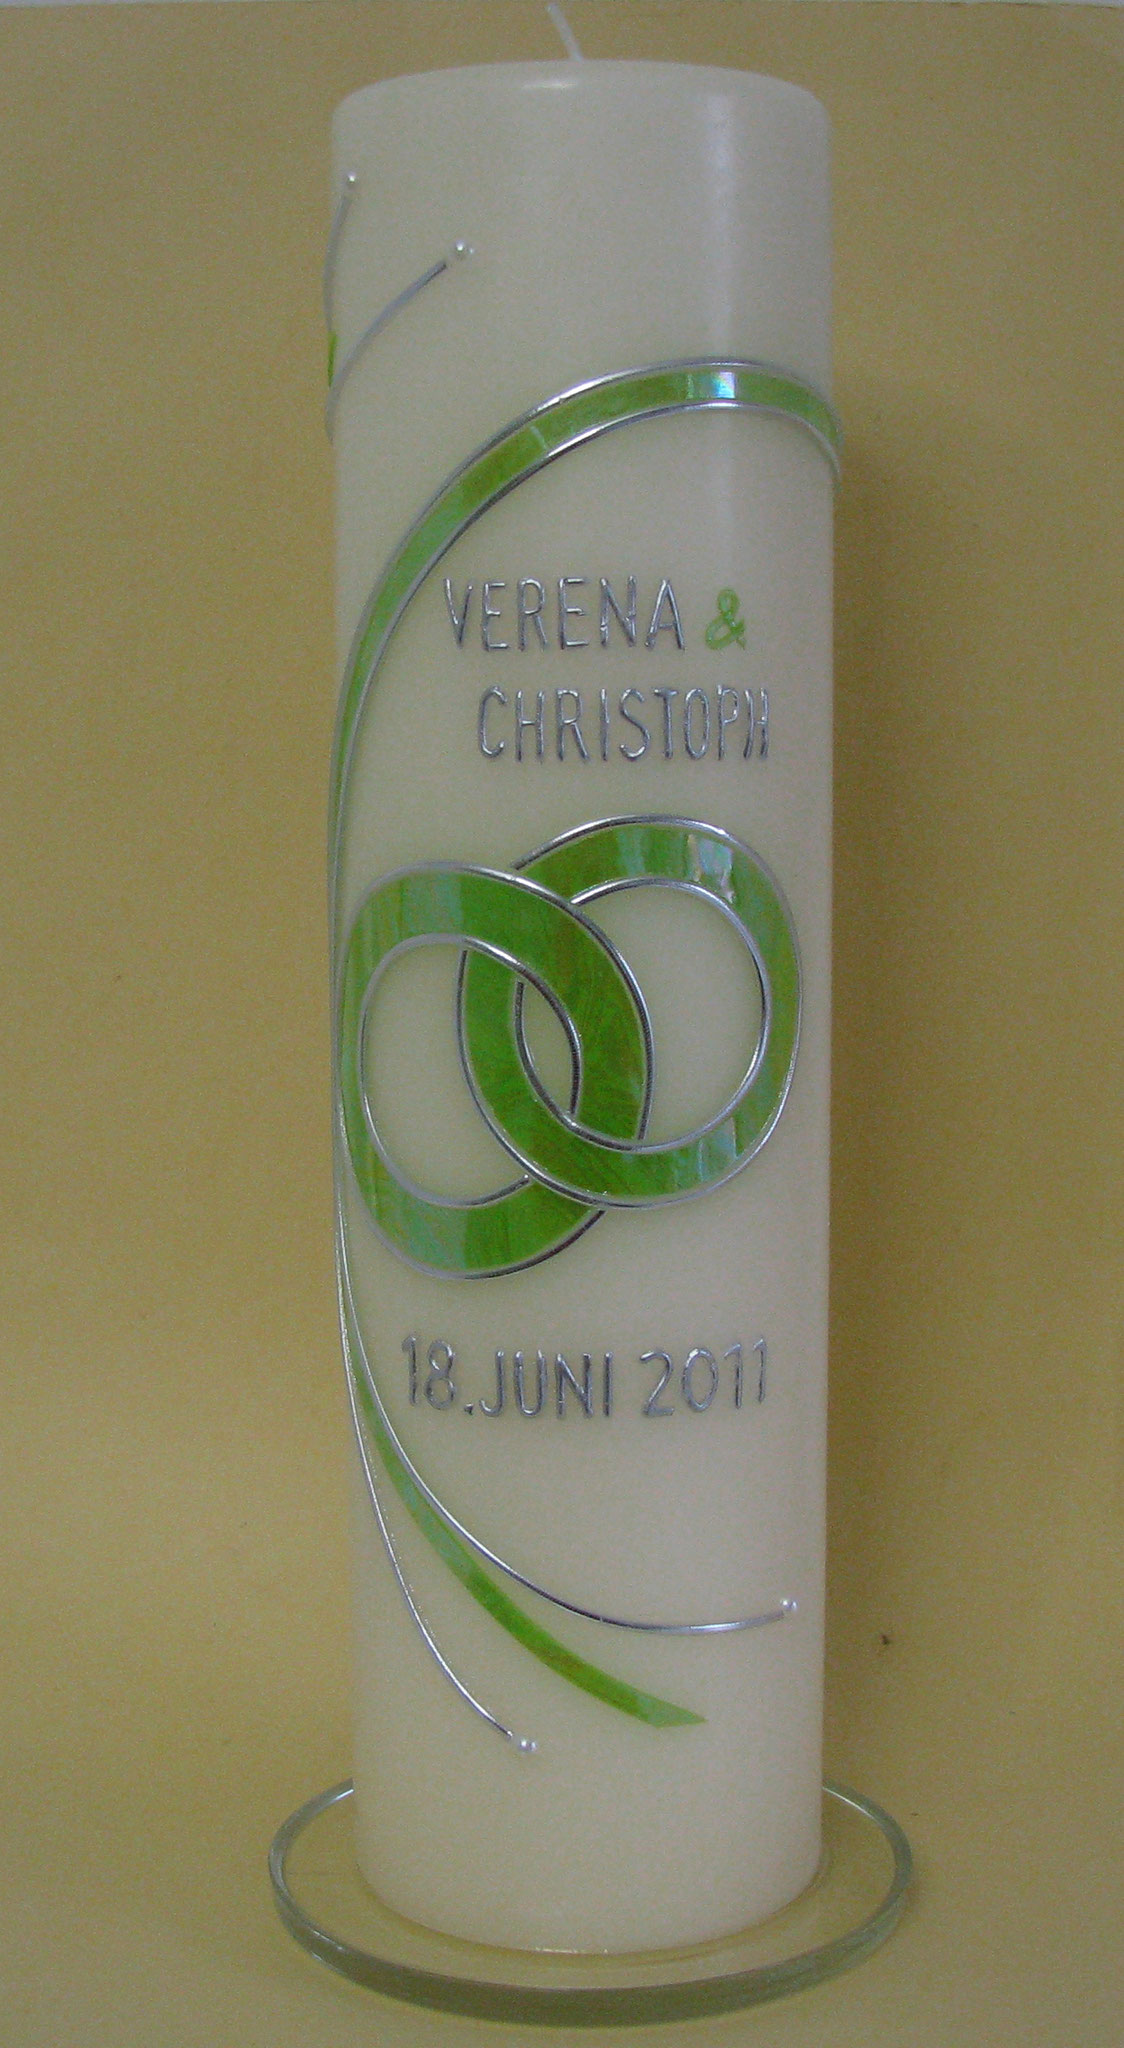 VERENA &
CHRISTOPH
18.JUNI 2011